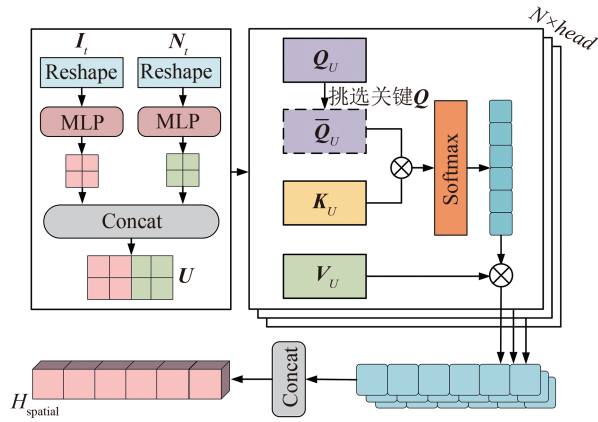 I_t
N_t
Reshape
Reshape
MLP
MLP
Concat
U
N×head
Q_U
挑选关键Q
Q̅_U
K_U
V_U
Softmax
Concat
H_spatial